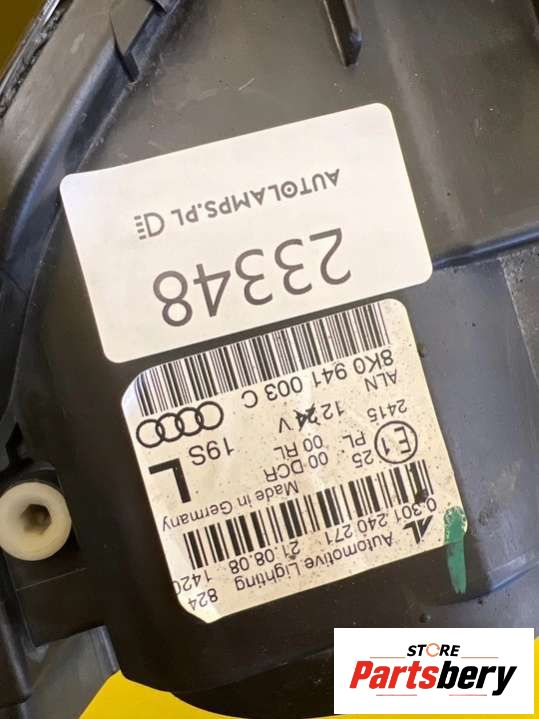 AUTOLAMPS.PL
23348
8K0 941 003 C
ALN
2415 12 V 19S
E1 25 PL 00 DCR 00 RL L
Made in Germany
AL 0.301 240 271 21.08.08 142
Automotive Lighting 824
STORE
Partsbery